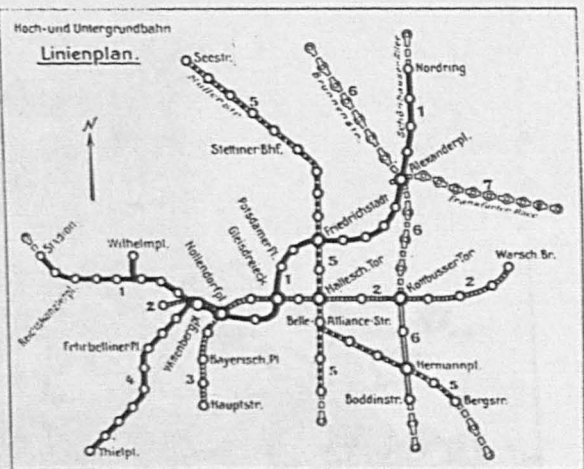 Hoch- und Untergrundbahn
Linienplan.
N
Seestr.
Müllerstr.
5
Stettiner Bhf.
6
Brunnenstr.
Nordring
Schönhauser Allee
1
Alexanderpl.
7
Frankfurter Allee
Potsdamer Pl.
Gleisdreieck
Friedrichstadt
6
5
Stadion
Wilhelmpl.
Nollendorfpl.
Hallesch. Tor
Kottbusser Tor
Warsch. Br.
1
2
1
2
2
Reichskanzlerpl.
Wittenbergpl.
Belle-Alliance-Str.
Fehrbelliner Pl.
4
Bayerisch. Pl.
3
Hauptstr.
5
6
Hermannpl.
5
Boddinstr.
Bergstr.
Thielpl.